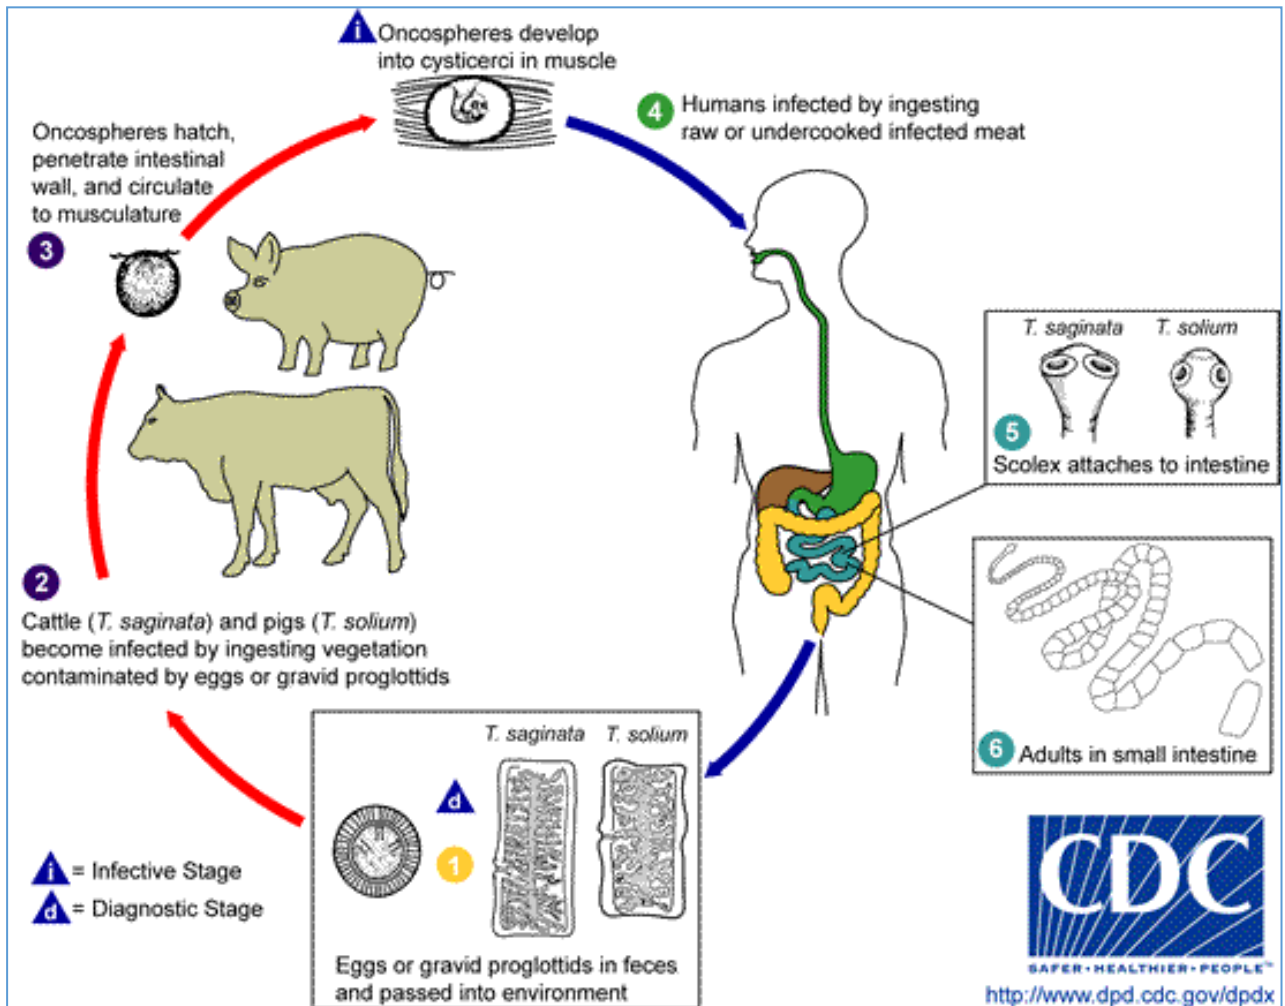 i
Oncospheres develop
into cysticerci in muscle
4
Humans infected by ingesting
raw or undercooked infected meat
Oncospheres hatch,
penetrate intestinal
wall, and circulate
to musculature
3
T. saginata T. solium
5
Scolex attaches to intestine
2
Cattle (T. saginata) and pigs (T. solium)
become infected by ingesting vegetation
contaminated by eggs or gravid proglottids
6 Adults in small intestine
T. saginata T. solium
d
1
Eggs or gravid proglottids in feces
and passed into environment
i = Infective Stage
d = Diagnostic Stage
CDC
SAFER•HEALTHIER•PEOPLE™
http://www.dpd.cdc.gov/dpdx